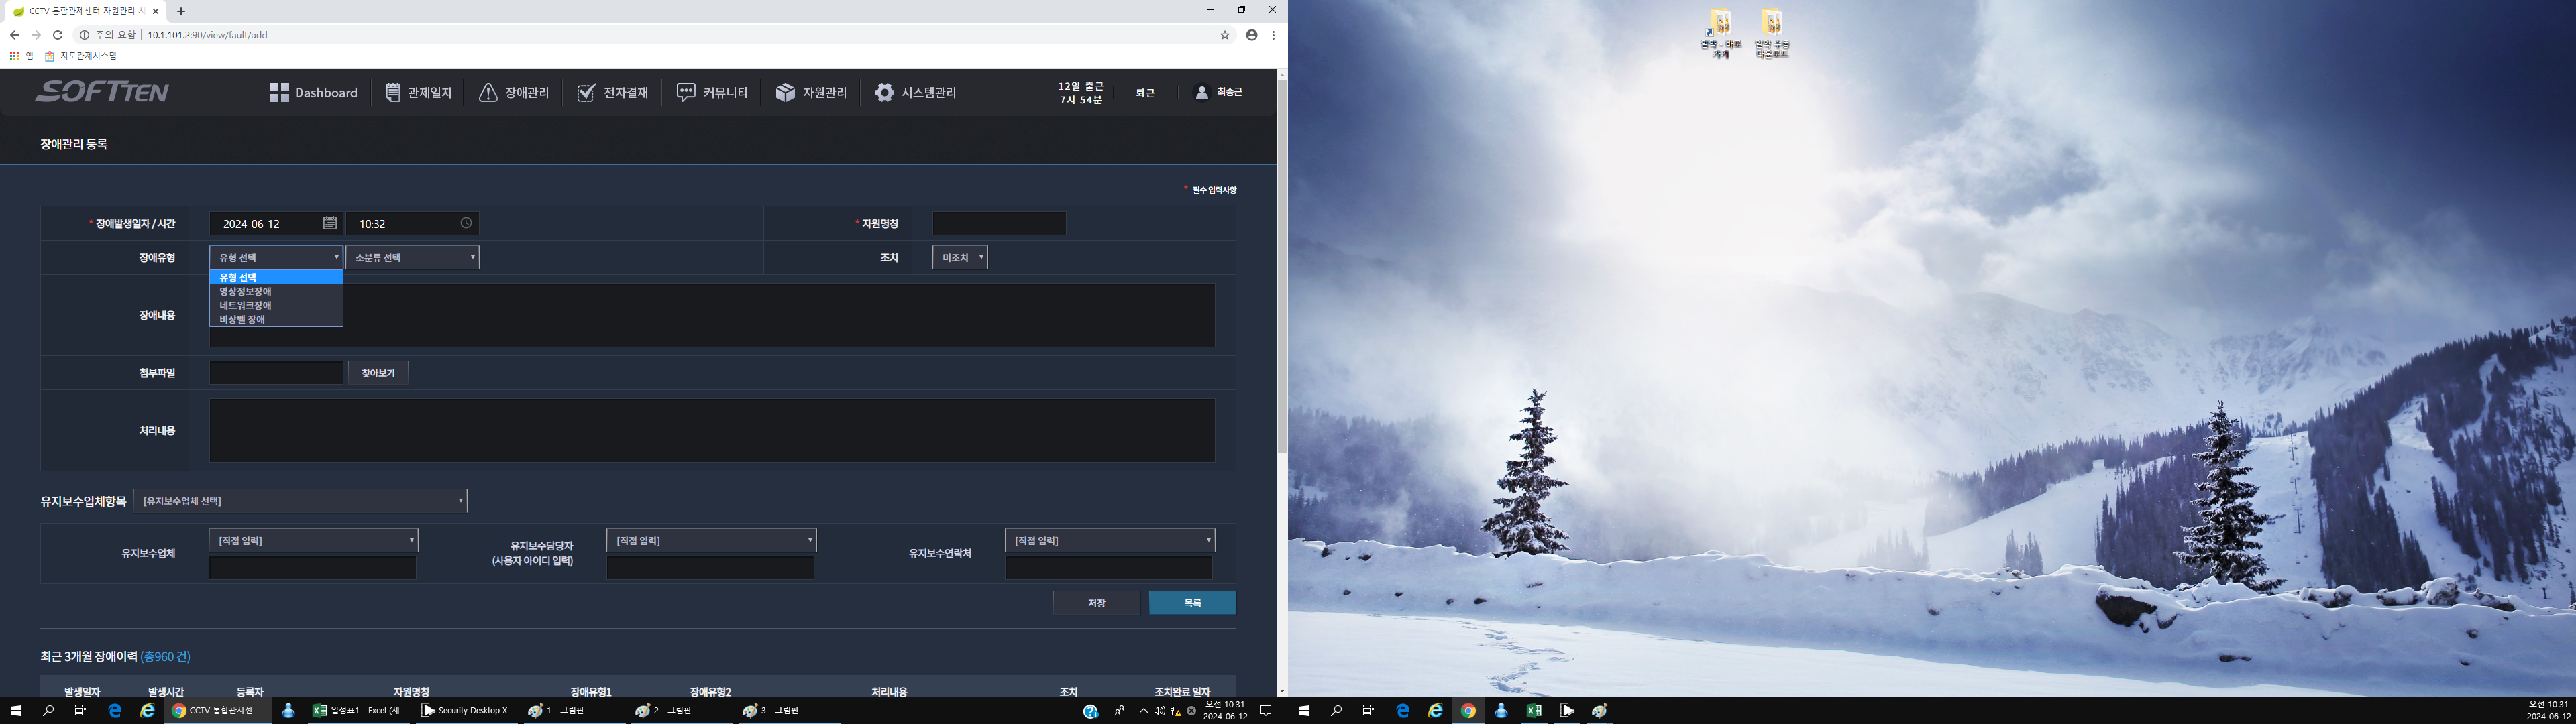 CCTV 통합관제센터 자원관리 시
주의 요함
10.1.101.2:90/view/fault/add
앱
지도관제시스템
SOFTTEN
Dashboard
관제일지
장애관리
전자결재
커뮤니티
자원관리
시스템관리
12일 출근
7시 54분
퇴근
최종근
장애관리 등록
* 필수 입력사항
* 장애발생일자 / 시간
2024-06-12
10:32
* 자원명칭
장애유형
유형 선택
소분류 선택
조치
미조치
유형 선택
영상정보장애
네트워크장애
비상벨 장애
장애내용
첨부파일
찾아보기
처리내용
유지보수업체항목
[유지보수업체 선택]
유지보수업체
[직접 입력]
유지보수담당자
(사용자 아이디 입력)
[직접 입력]
유지보수연락처
[직접 입력]
저장
목록
최근 3개월 장애이력 (총960 건)
발생일자
발생시간
등록자
자원명칭
장애유형1
장애유형2
처리내용
조치
조치완료 일자
CCTV 통합관제센...
일정표1 - Excel (제...
Security Desktop X...
1 - 그림판
2 - 그림판
3 - 그림판
오전 10:31
2024-06-12
오전 10:31
2024-06-12